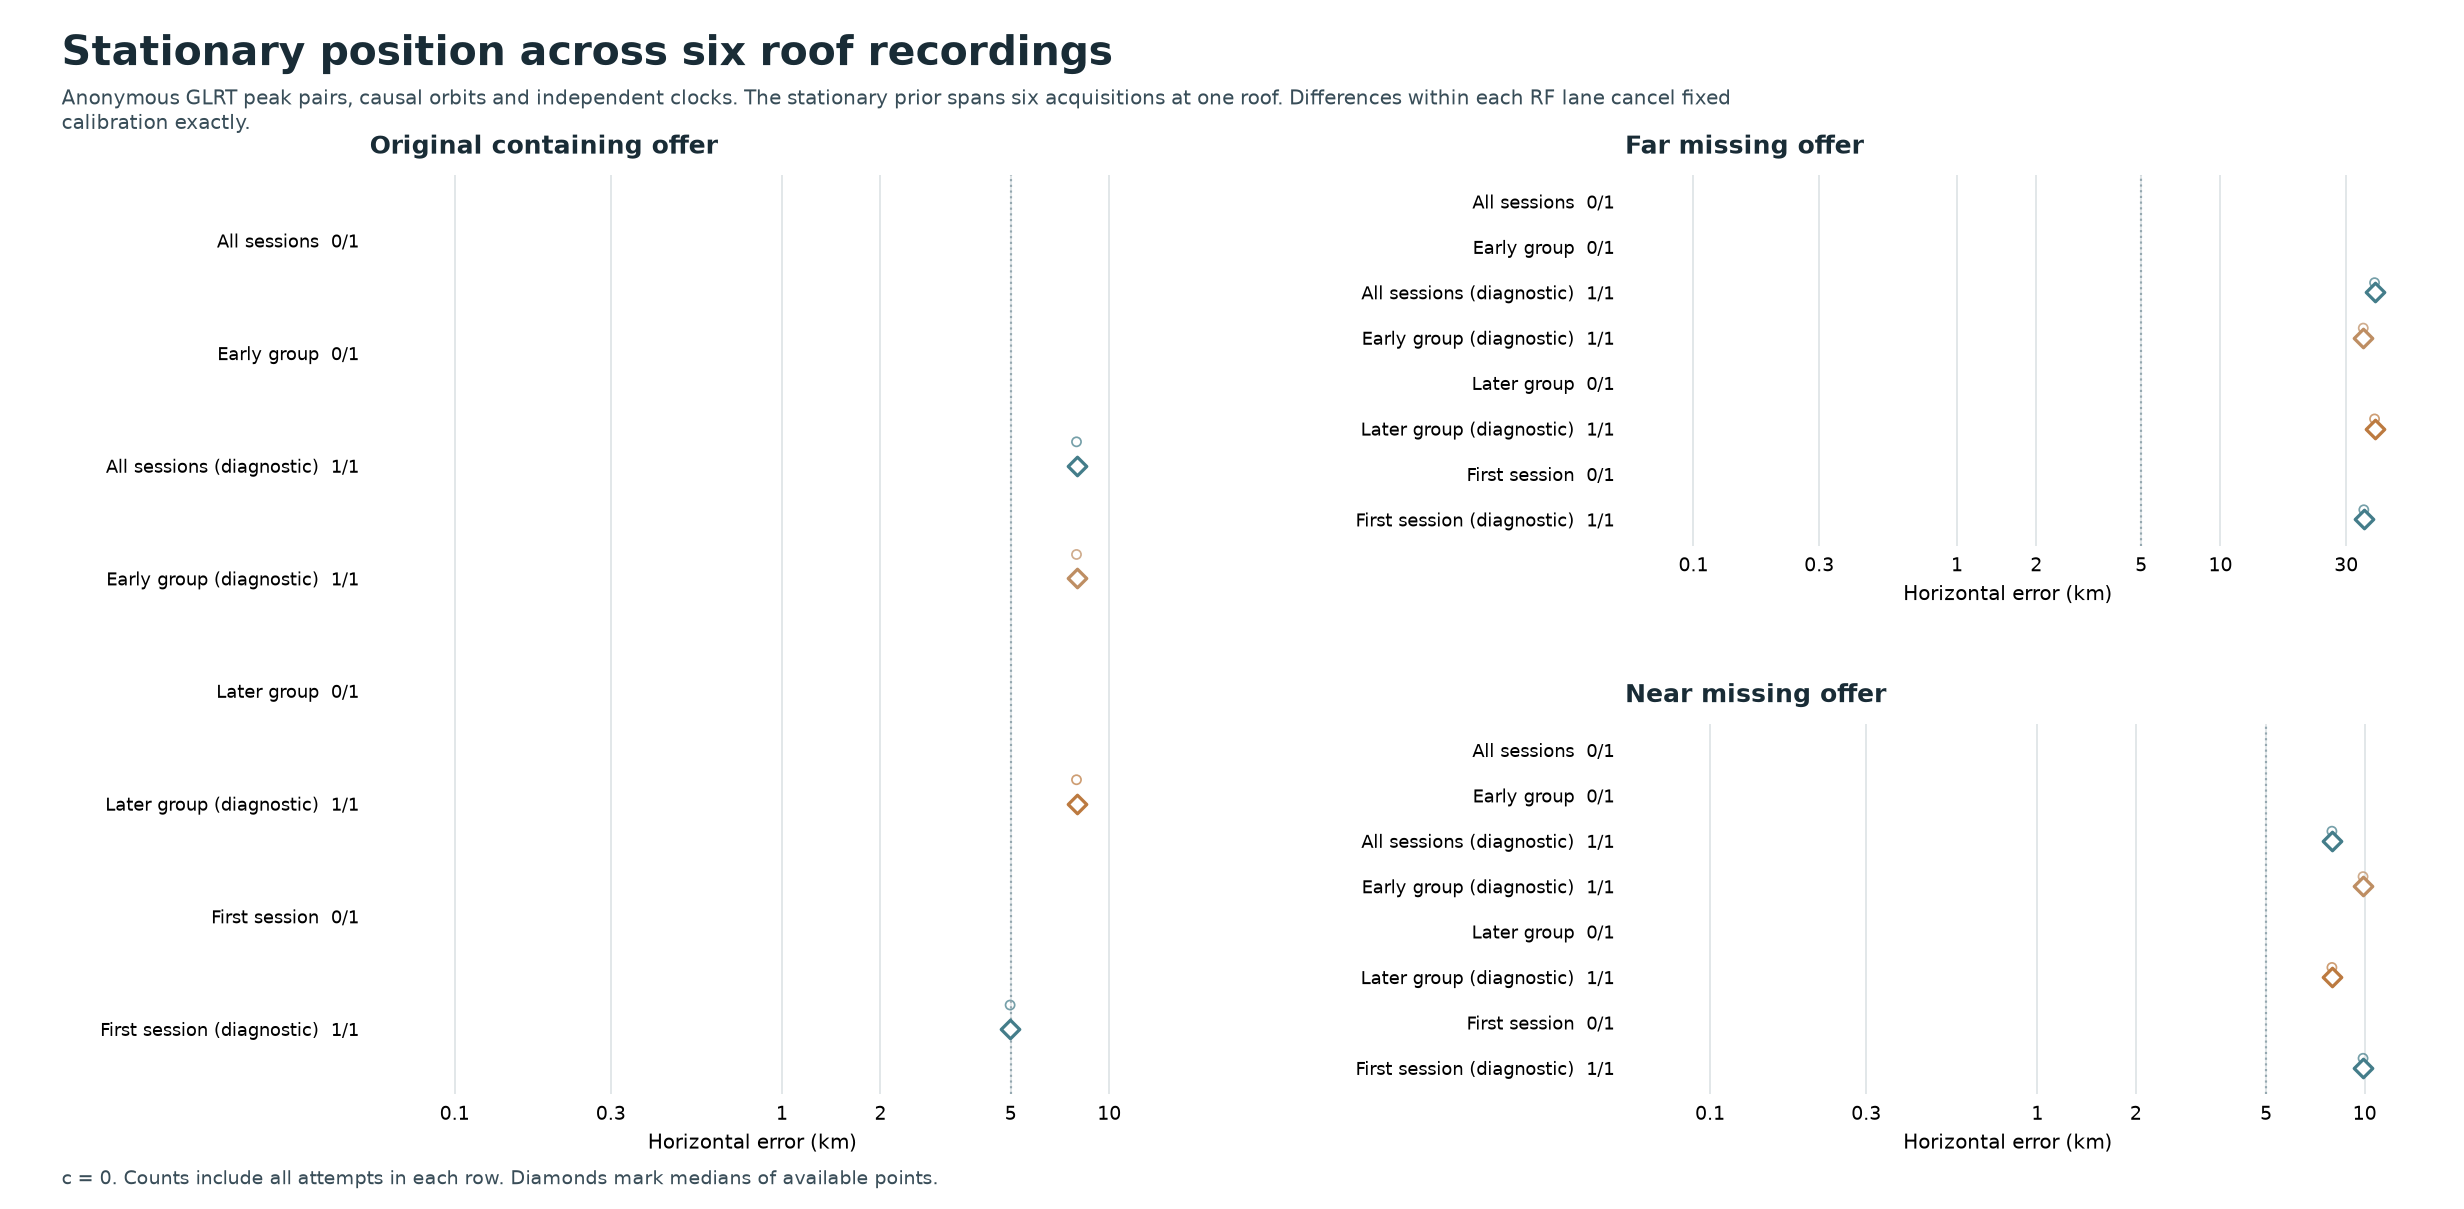 Stationary position across six roof recordings
Anonymous GLRT peak pairs, causal orbits and independent clocks. The stationary prior spans six acquisitions at one roof. Differences within each RF lane cancel fixed
calibration exactly.
Original containing offer
All sessions 0/1
Early group 0/1
All sessions (diagnostic) 1/1
Early group (diagnostic) 1/1
Later group 0/1
Later group (diagnostic) 1/1
First session 0/1
First session (diagnostic) 1/1
0.1 0.3 1 2 5 10
Horizontal error (km)
Far missing offer
All sessions 0/1
Early group 0/1
All sessions (diagnostic) 1/1
Early group (diagnostic) 1/1
Later group 0/1
Later group (diagnostic) 1/1
First session 0/1
First session (diagnostic) 1/1
0.1 0.3 1 2 5 10 30
Horizontal error (km)
Near missing offer
All sessions 0/1
Early group 0/1
All sessions (diagnostic) 1/1
Early group (diagnostic) 1/1
Later group 0/1
Later group (diagnostic) 1/1
First session 0/1
First session (diagnostic) 1/1
0.1 0.3 1 2 5 10
Horizontal error (km)
c = 0. Counts include all attempts in each row. Diamonds mark medians of available points.